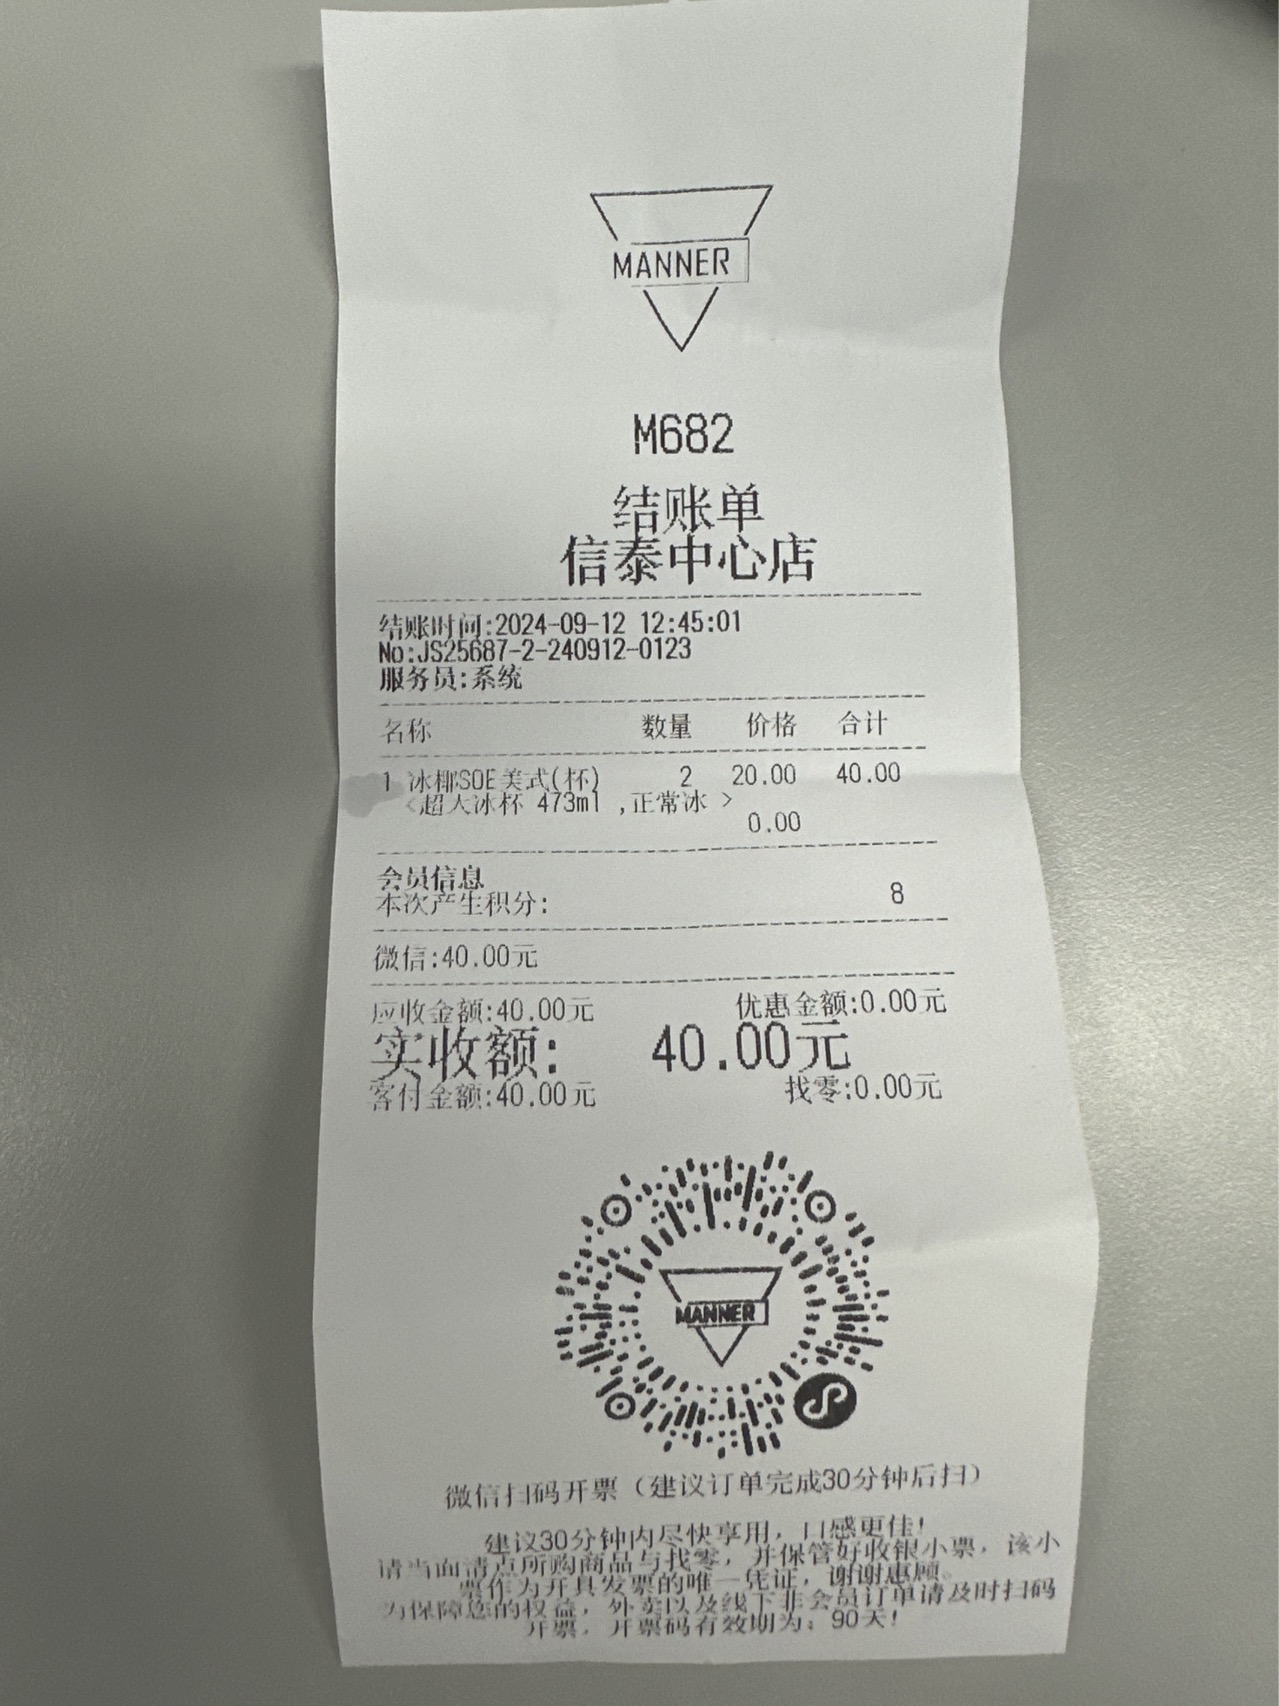 MANNER
M682
结账单
信泰中心店
结账时间:2024-09-12 12:45:01
No:JS25687-2-240912-0123
服务员:系统
名称 数量 价格 合计
1 冰椰SOE美式(杯) 2 20.00 40.00
<超大冰杯 473ml ,正常冰 >
0.00
会员信息
本次产生积分: 8
微信:40.00元
应收金额:40.00元 优惠金额:0.00元
实收额: 40.00元
客付金额:40.00元 找零:0.00元
MANNER
微信扫码开票（建议订单完成30分钟后扫）
建议30分钟内尽快享用，口感更佳!
请当面清点所购商品与找零，并保管好收银小票，该小
票作为开具发票的唯一凭证，谢谢惠顾。
为保障您的权益，外卖以及线下非会员订单请及时扫码
开票，开票码有效期为：90天!